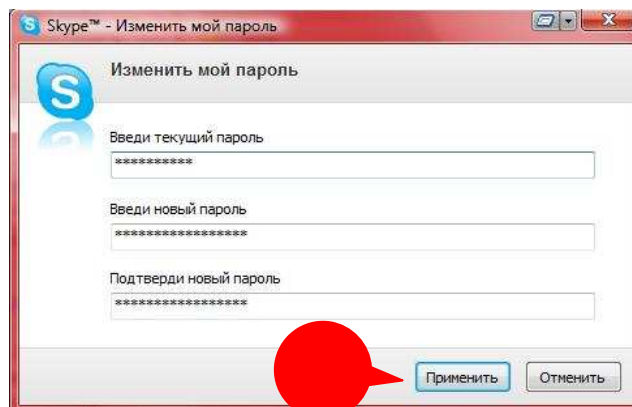 Skype™ - Изменить мой пароль
Изменить мой пароль
Введи текущий пароль
**********
Введи новый пароль
*****************
Подтверди новый пароль
*****************
Применить
Отменить